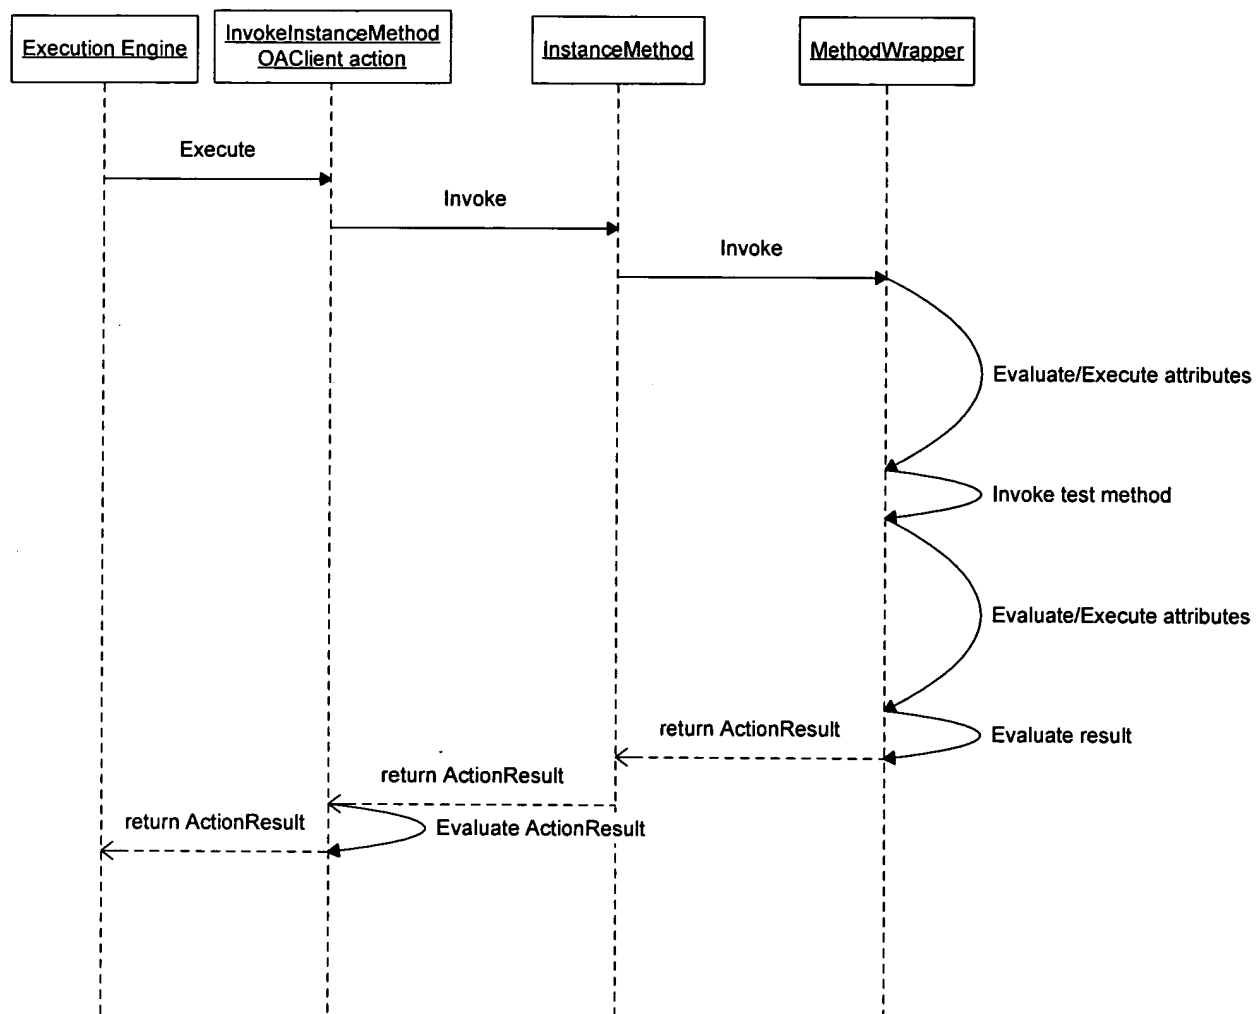 Execution Engine
InvokeInstanceMethod
OAClient action
InstanceMethod
MethodWrapper
Execute
Invoke
Invoke
Evaluate/Execute attributes
Invoke test method
Evaluate/Execute attributes
return ActionResult
Evaluate result
return ActionResult
return ActionResult
Evaluate ActionResult